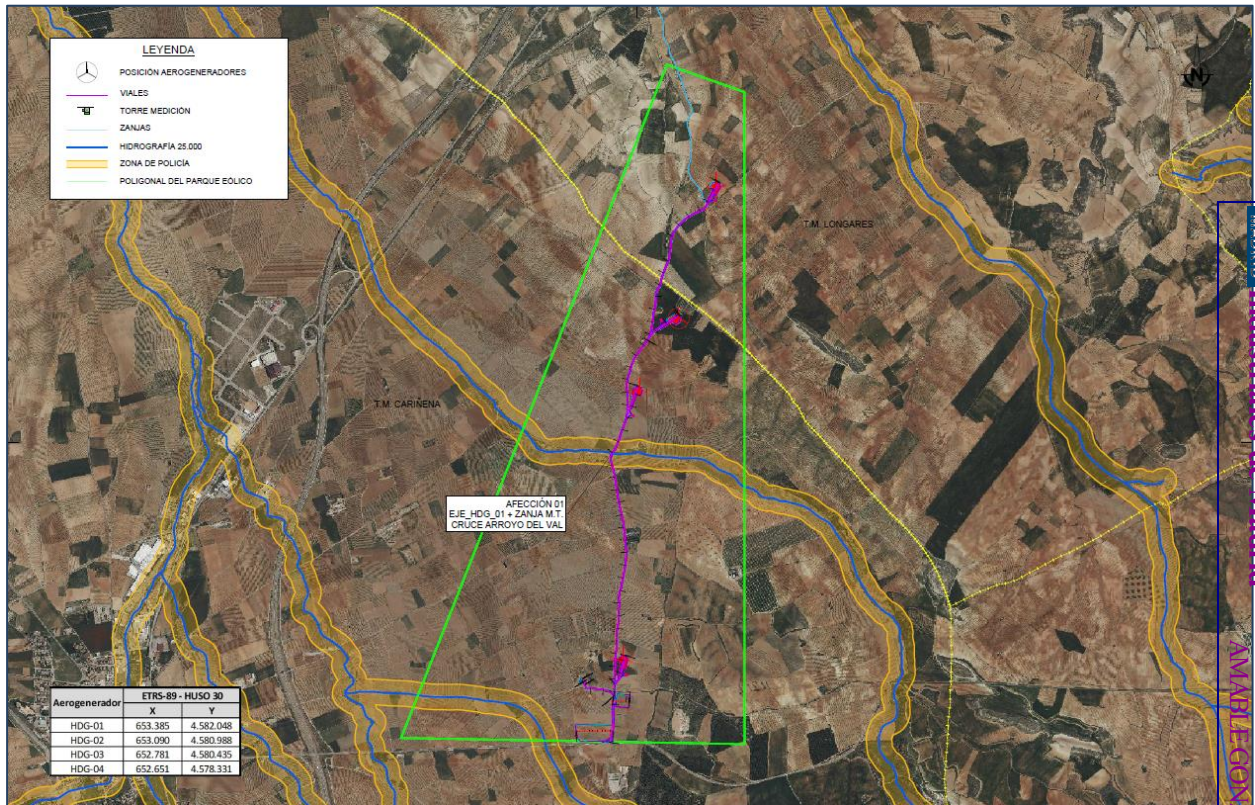 LEYENDA
POSICIÓN AEROGENERADORES
VIALES
TORRE MEDICIÓN
ZANJAS
HIDROGRAFÍA 25.000
ZONA DE POLICÍA
POLIGONAL DEL PARQUE EÓLICO
N
T.M. LONGARES
T.M. CARIÑENA
AFECCIÓN 01
EJE_HDG_01 + ZANJA M.T.
CRUCE ARROYO DEL VAL
Aerogenerador ETRS-89 - HUSO 30
X Y
HDG-01 653.385 4.582.048
HDG-02 653.090 4.580.988
HDG-03 652.781 4.580.435
HDG-04 652.651 4.578.331
AMABLE GON